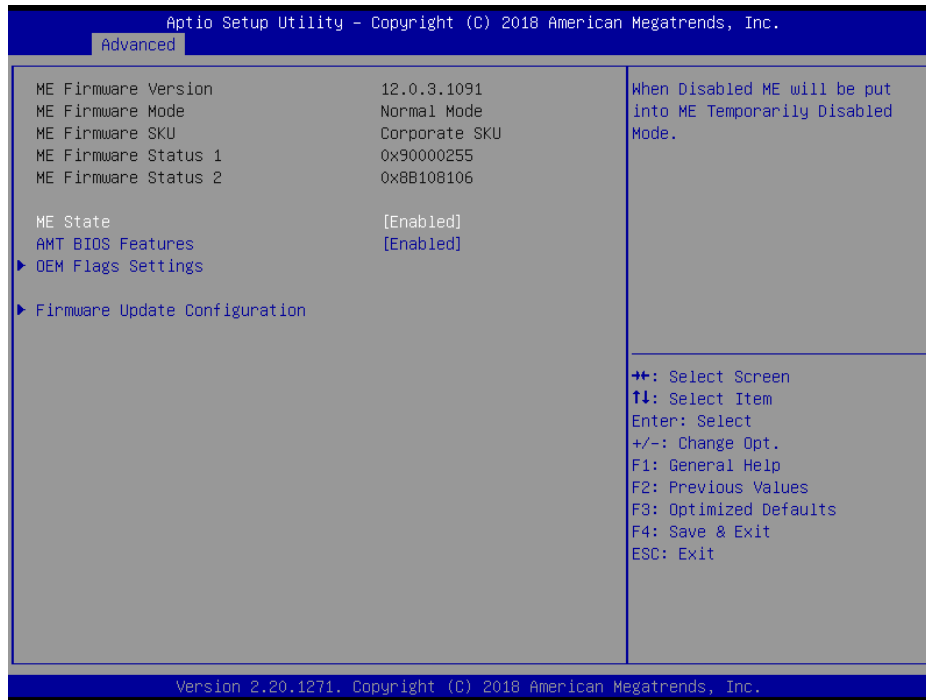 Aptio Setup Utility – Copyright (C) 2018 American Megatrends, Inc.
Advanced
ME Firmware Version 12.0.3.1091
ME Firmware Mode Normal Mode
ME Firmware SKU Corporate SKU
ME Firmware Status 1 0x90000255
ME Firmware Status 2 0x8B108106
ME State [Enabled]
AMT BIOS Features [Enabled]
▶ OEM Flags Settings
▶ Firmware Update Configuration
When Disabled ME will be put
into ME Temporarily Disabled
Mode.
→←: Select Screen
↑↓: Select Item
Enter: Select
+/-: Change Opt.
F1: General Help
F2: Previous Values
F3: Optimized Defaults
F4: Save & Exit
ESC: Exit
Version 2.20.1271. Copyright (C) 2018 American Megatrends, Inc.